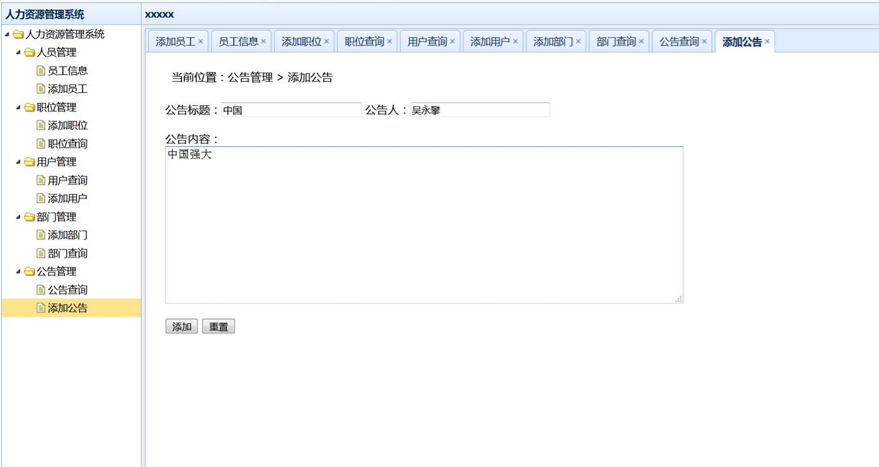 人力资源管理系统
xxxxx
人力资源管理系统
人员管理
员工信息
添加员工
职位管理
添加职位
职位查询
用户管理
用户查询
添加用户
部门管理
添加部门
部门查询
公告管理
公告查询
添加公告
添加员工 × 员工信息 × 添加职位 × 职位查询 × 用户查询 × 添加用户 × 添加部门 × 部门查询 × 公告查询 × 添加公告 ×
当前位置：公告管理 > 添加公告
公告标题：中国 公告人：吴永攀
公告内容：
中国强大
添加 重置